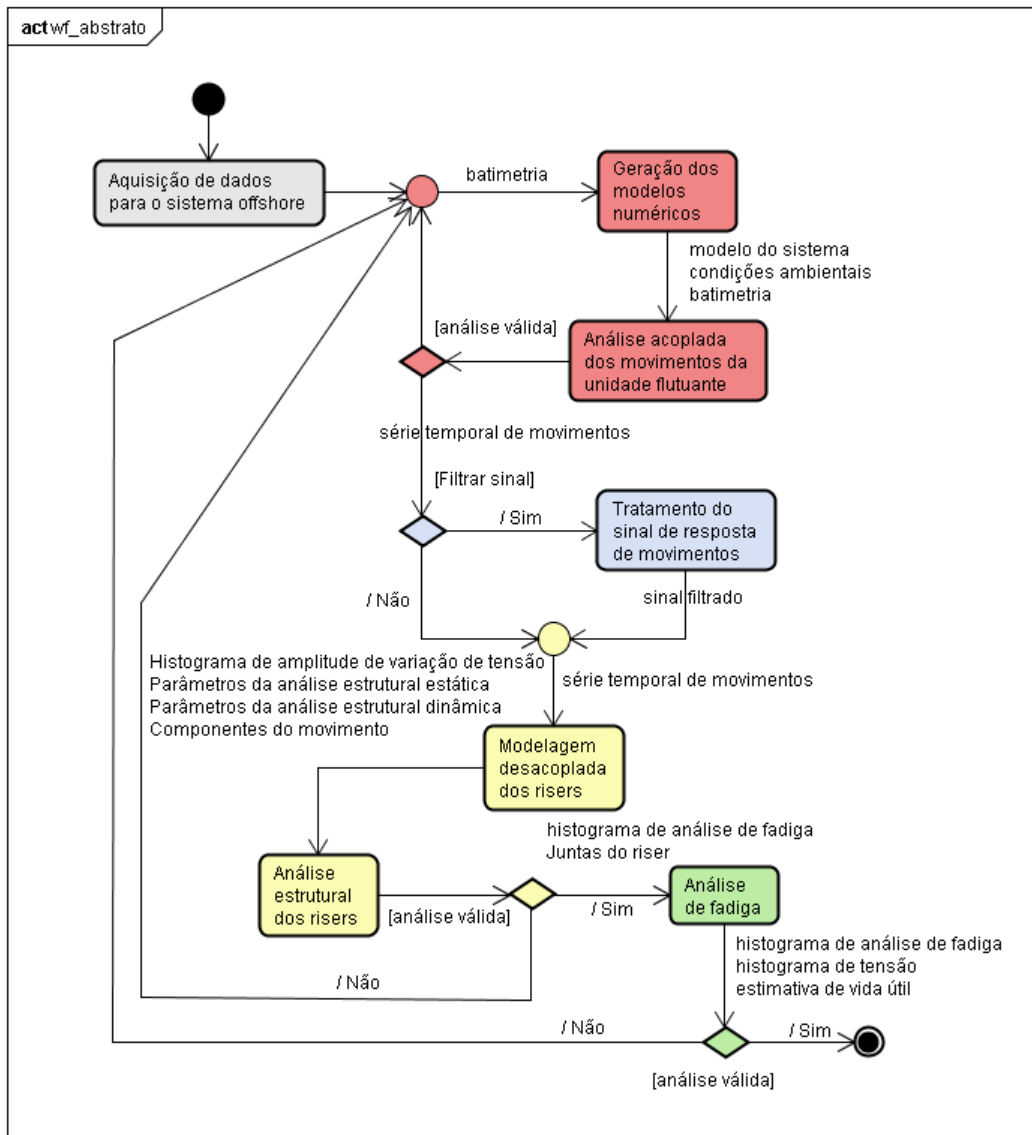 act wf_abstrato
Aquisição de dados
para o sistema offshore
batimetria
Geração dos
modelos
numéricos
modelo do sistema
condições ambientais
batimetria
[análise válida]
Análise acoplada
dos movimentos da
unidade flutuante
série temporal de movimentos
[Filtrar sinal]
/ Sim
Tratamento do
sinal de resposta
de movimentos
/ Não
sinal filtrado
Histograma de amplitude de variação de tensão
Parâmetros da análise estrutural estática
Parâmetros da análise estrutural dinâmica
Componentes do movimento
série temporal de movimentos
Modelagem
desacoplada
dos risers
histograma de análise de fadiga
Juntas do riser
Análise
estrutural
dos risers
[análise válida]
/ Sim
Análise
de fadiga
/ Não
histograma de análise de fadiga
histograma de tensão
estimativa de vida útil
/ Não
/ Sim
[análise válida]